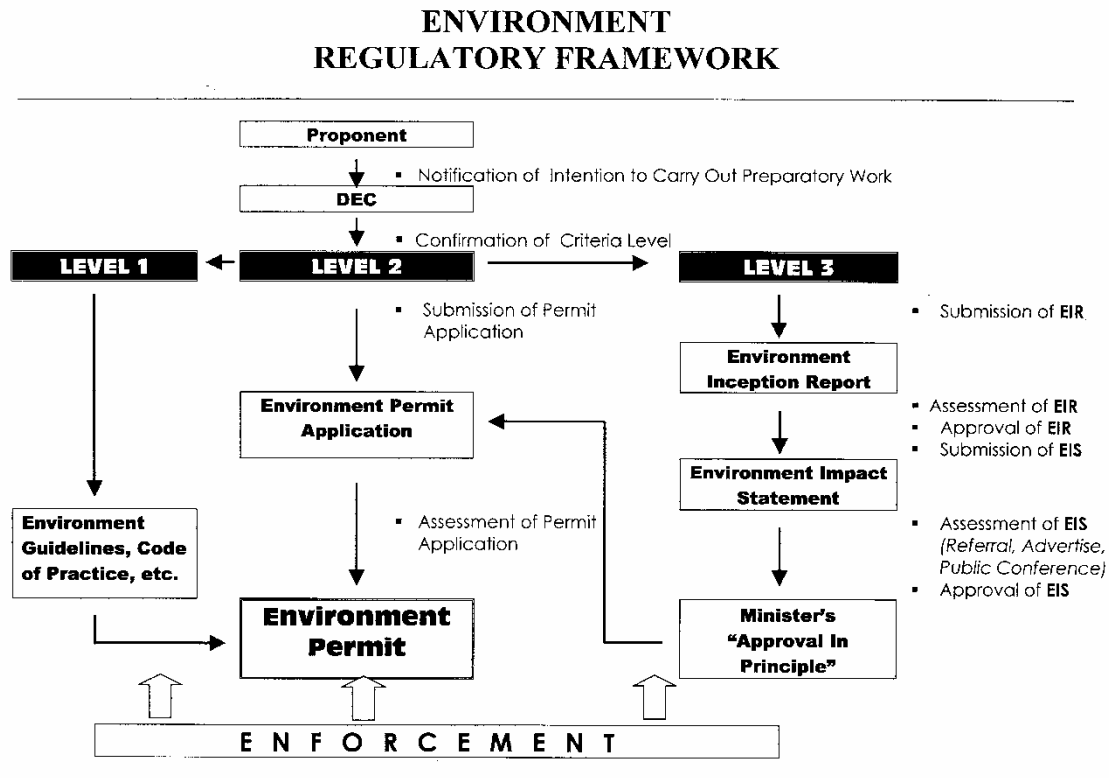 ENVIRONMENT
REGULATORY FRAMEWORK
Proponent
▪ Notification of Intention to Carry Out Preparatory Work
DEC
▪ Confirmation of Criteria Level
LEVEL 1
LEVEL 2
LEVEL 3
▪ Submission of Permit
Application
▪ Submission of EIR
Environment
Inception Report
Environment Permit
Application
▪ Assessment of EIR
▪ Approval of EIR
▪ Submission of EIS
Environment Impact
Statement
Environment
Guidelines, Code
of Practice, etc.
▪ Assessment of Permit
Application
▪ Assessment of EIS
(Referral, Advertise,
Public Conference)
▪ Approval of EIS
Environment
Permit
Minister's
“Approval In
Principle”
ENFORCEMENT